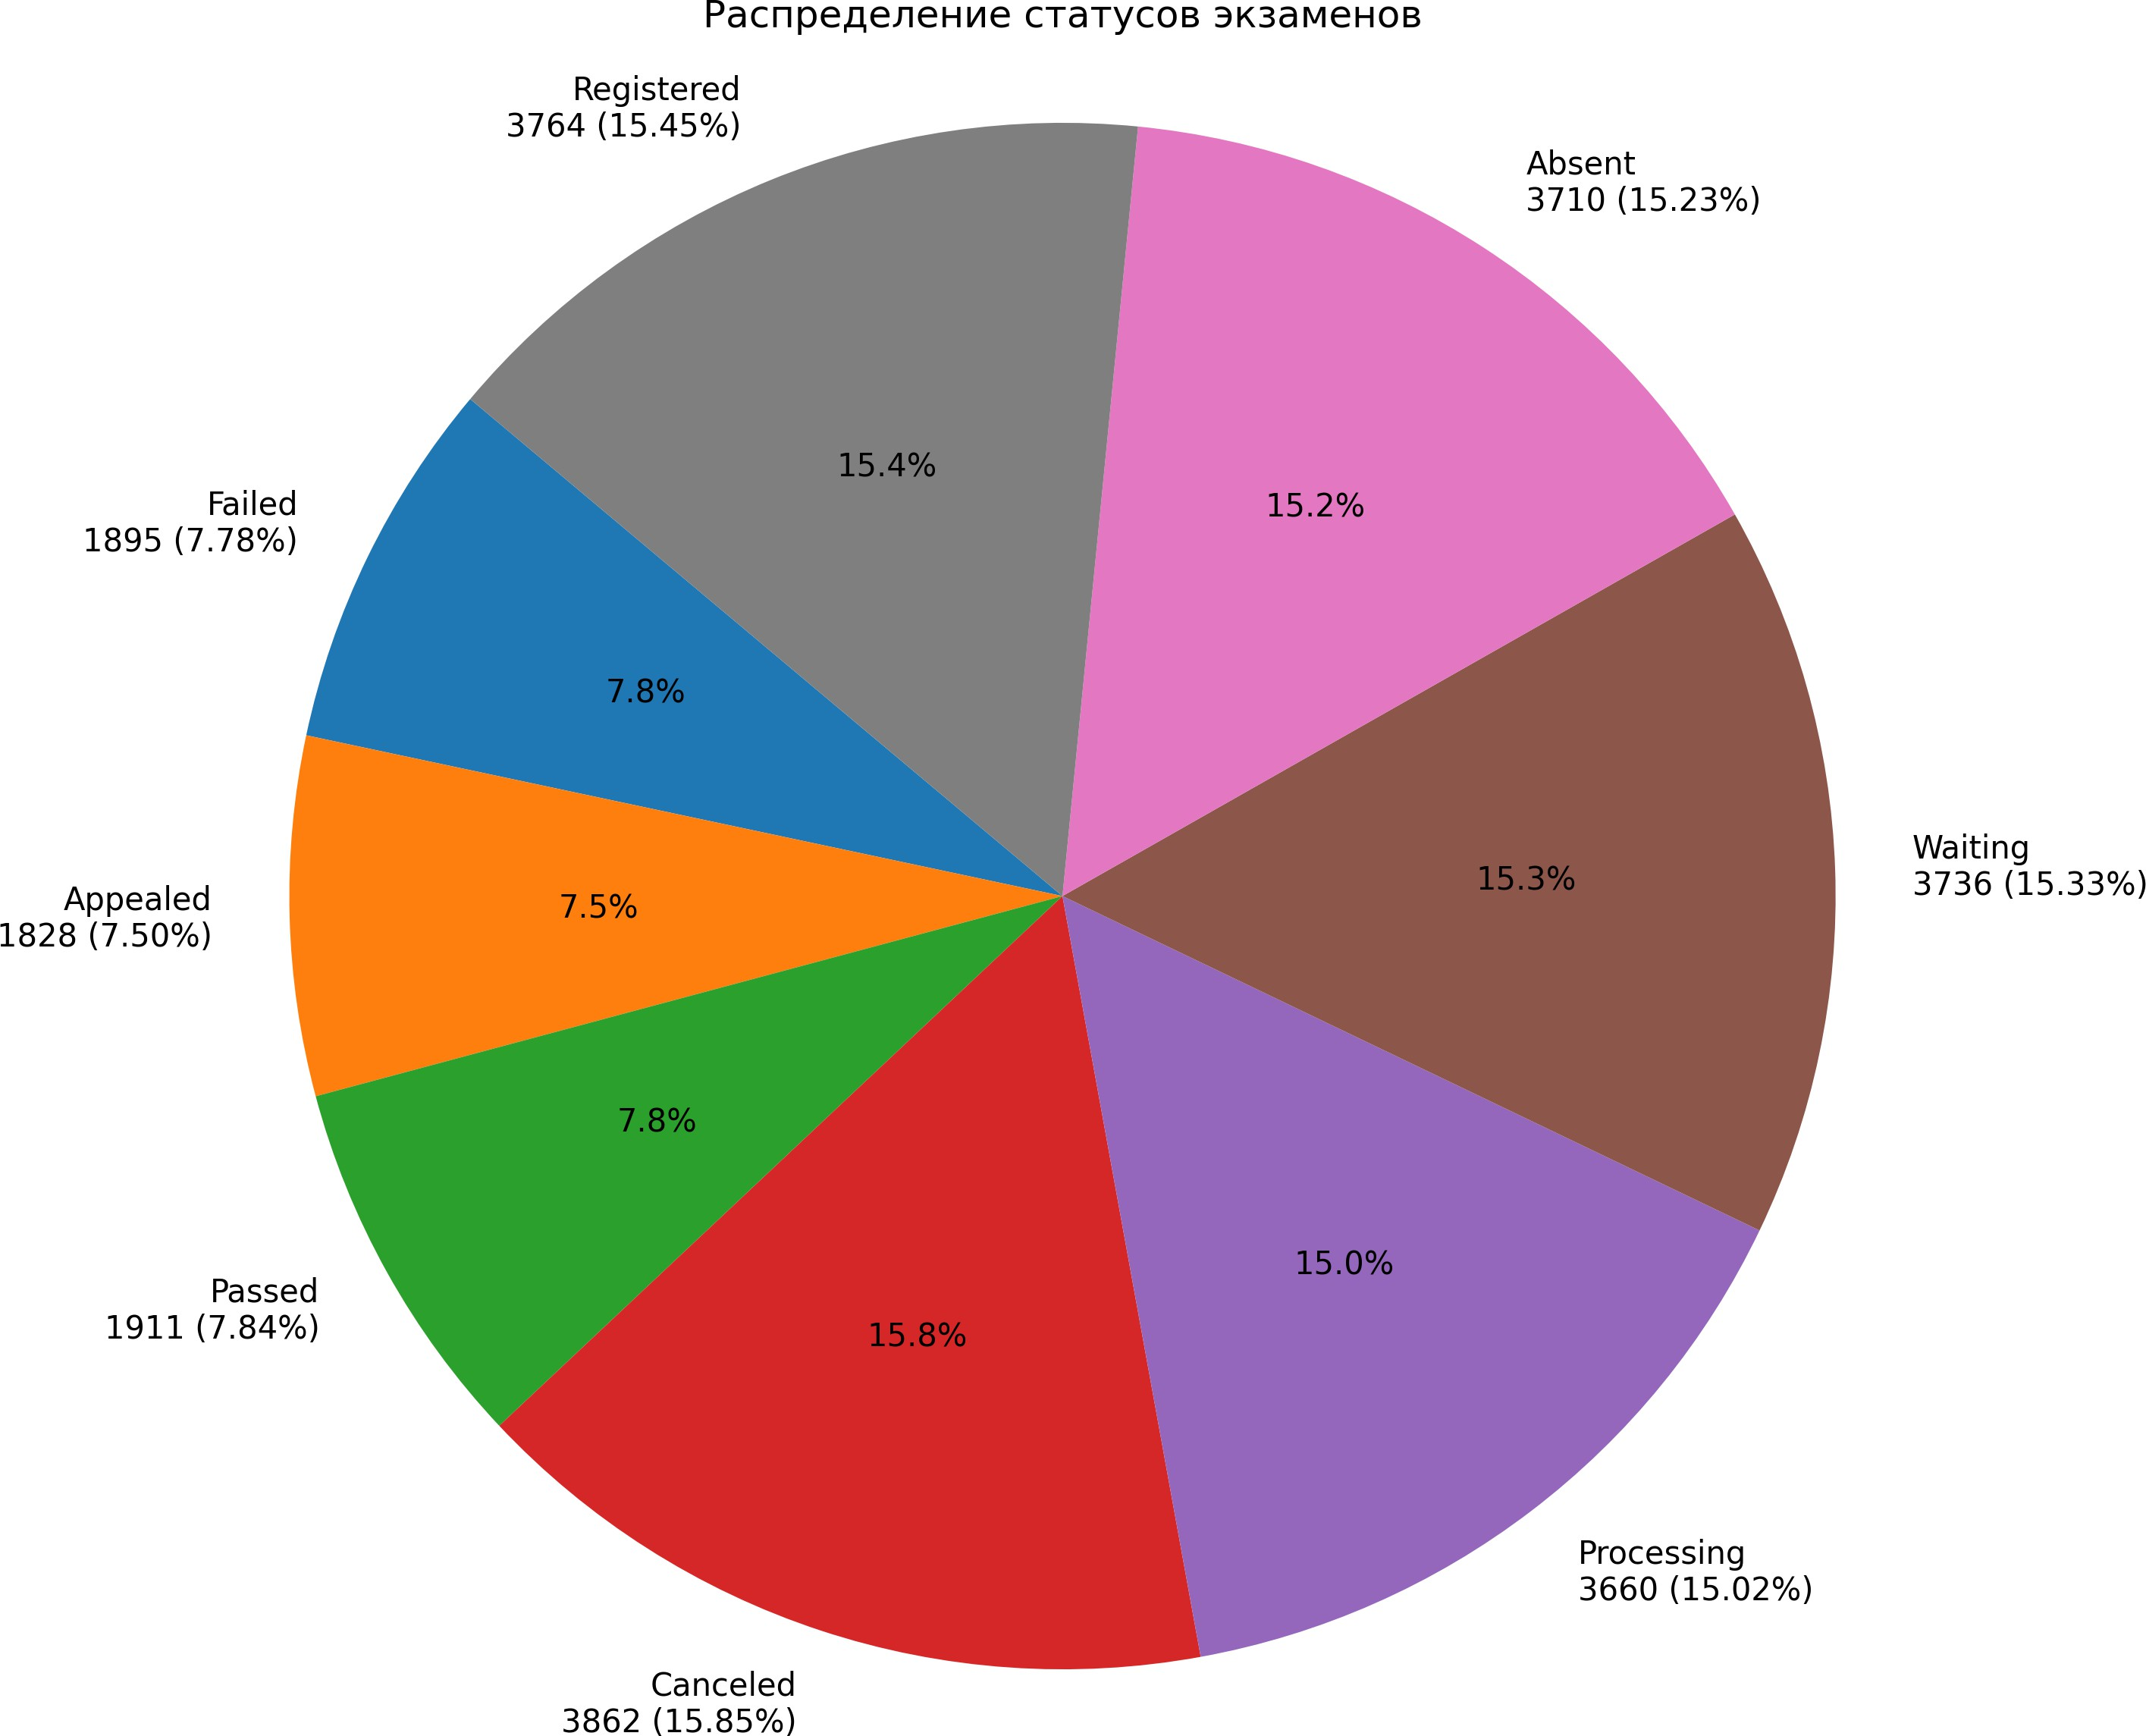 Распределение статусов экзаменов
Registered
3764 (15.45%)
Absent
3710 (15.23%)
15.4%
15.2%
Failed
1895 (7.78%)
7.8%
Waiting
3736 (15.33%)
15.3%
Appealed
1828 (7.50%)
7.5%
7.8%
Passed
1911 (7.84%)
15.0%
15.8%
Processing
3660 (15.02%)
Canceled
3862 (15.85%)